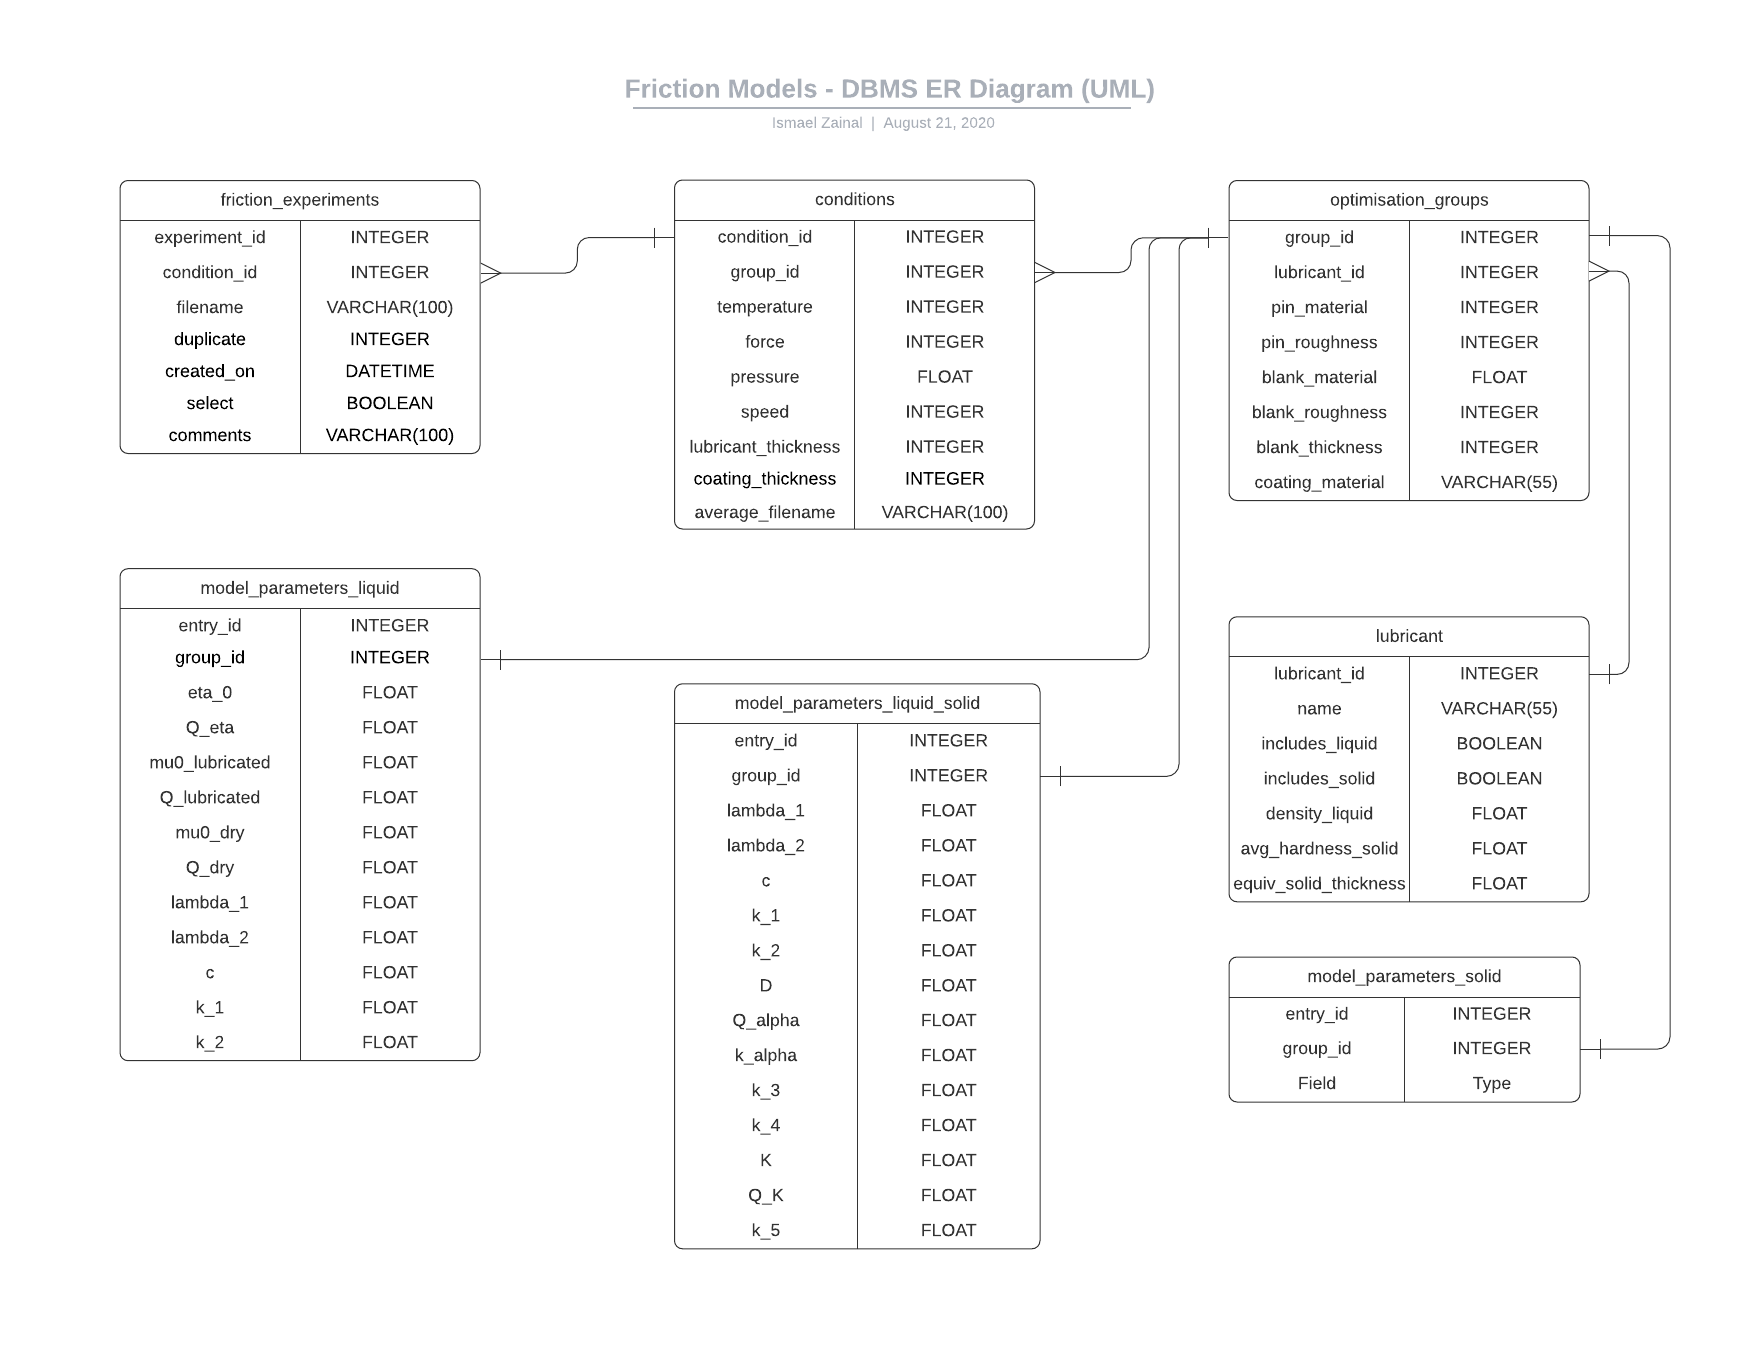 Friction Models - DBMS ER Diagram (UML)
Ismael Zainal | August 21, 2020
friction_experiments
experiment_id INTEGER
condition_id INTEGER
filename VARCHAR(100)
duplicate INTEGER
created_on DATETIME
select BOOLEAN
comments VARCHAR(100)
conditions
condition_id INTEGER
group_id INTEGER
temperature INTEGER
force INTEGER
pressure FLOAT
speed INTEGER
lubricant_thickness INTEGER
coating_thickness INTEGER
average_filename VARCHAR(100)
optimisation_groups
group_id INTEGER
lubricant_id INTEGER
pin_material INTEGER
pin_roughness INTEGER
blank_material FLOAT
blank_roughness INTEGER
blank_thickness INTEGER
coating_material VARCHAR(55)
model_parameters_liquid
entry_id INTEGER
group_id INTEGER
eta_0 FLOAT
Q_eta FLOAT
mu0_lubricated FLOAT
Q_lubricated FLOAT
mu0_dry FLOAT
Q_dry FLOAT
lambda_1 FLOAT
lambda_2 FLOAT
c FLOAT
k_1 FLOAT
k_2 FLOAT
model_parameters_liquid_solid
entry_id INTEGER
group_id INTEGER
lambda_1 FLOAT
lambda_2 FLOAT
c FLOAT
k_1 FLOAT
k_2 FLOAT
D FLOAT
Q_alpha FLOAT
k_alpha FLOAT
k_3 FLOAT
k_4 FLOAT
K FLOAT
Q_K FLOAT
k_5 FLOAT
lubricant
lubricant_id INTEGER
name VARCHAR(55)
includes_liquid BOOLEAN
includes_solid BOOLEAN
density_liquid FLOAT
avg_hardness_solid FLOAT
equiv_solid_thickness FLOAT
model_parameters_solid
entry_id INTEGER
group_id INTEGER
Field Type